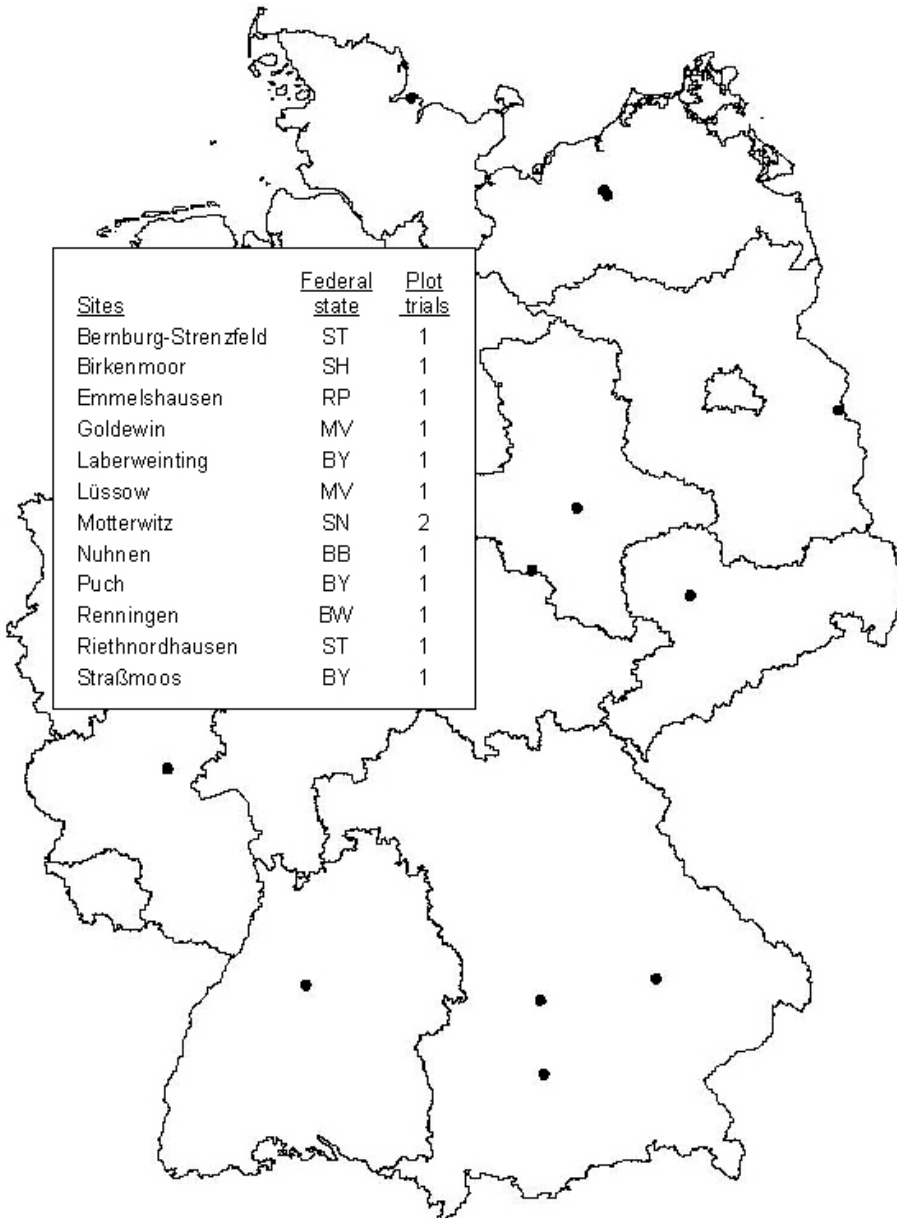 Sites Federal state Plot trials
Bernburg-Strenzfeld ST 1
Birkenmoor SH 1
Emmelshausen RP 1
Goldewin MV 1
Laberweinting BY 1
Lüssow MV 1
Motterwitz SN 2
Nuhnen BB 1
Puch BY 1
Renningen BW 1
Riethnordhausen ST 1
Straßmoos BY 1